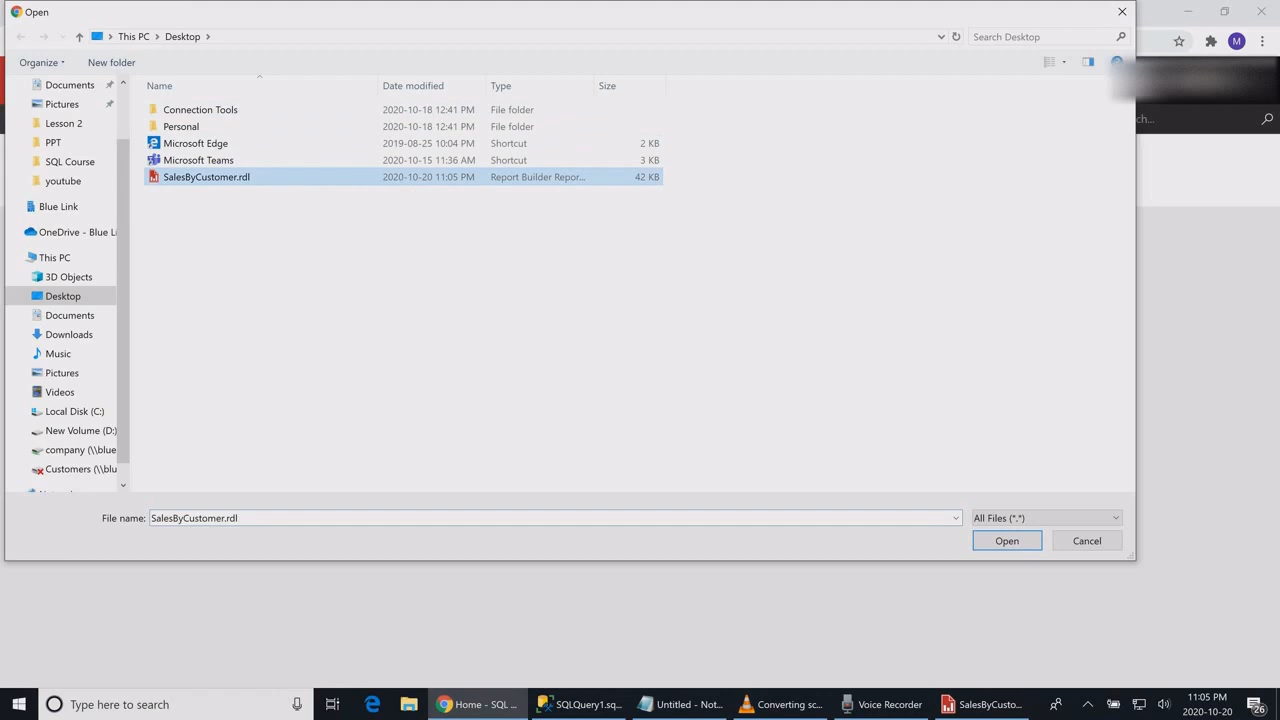 Open
This PC
Desktop
Search Desktop
Organize
New folder
Name
Date modified
Type
Size
Documents
Pictures
Lesson 2
PPT
SQL Course
youtube
Blue Link
OneDrive - Blue Li
This PC
3D Objects
Desktop
Documents
Downloads
Music
Pictures
Videos
Local Disk (C:)
New Volume (D:)
company (\\blue
Customers (\\blu
Connection Tools 2020-10-18 12:41 PM File folder
Personal 2020-10-18 12:41 PM File folder
Microsoft Edge 2019-08-25 10:04 PM Shortcut 2 KB
Microsoft Teams 2020-10-15 11:36 AM Shortcut 3 KB
SalesByCustomer.rdl 2020-10-20 11:05 PM Report Builder Repor... 42 KB
File name: SalesByCustomer.rdl
All Files (*.*)
Open
Cancel
M
ch...
Type here to search
Home - SQL ...
SQLQuery1.sq...
Untitled - Not...
Converting sc...
Voice Recorder
SalesByCusto...
11:05 PM
2020-10-20
26